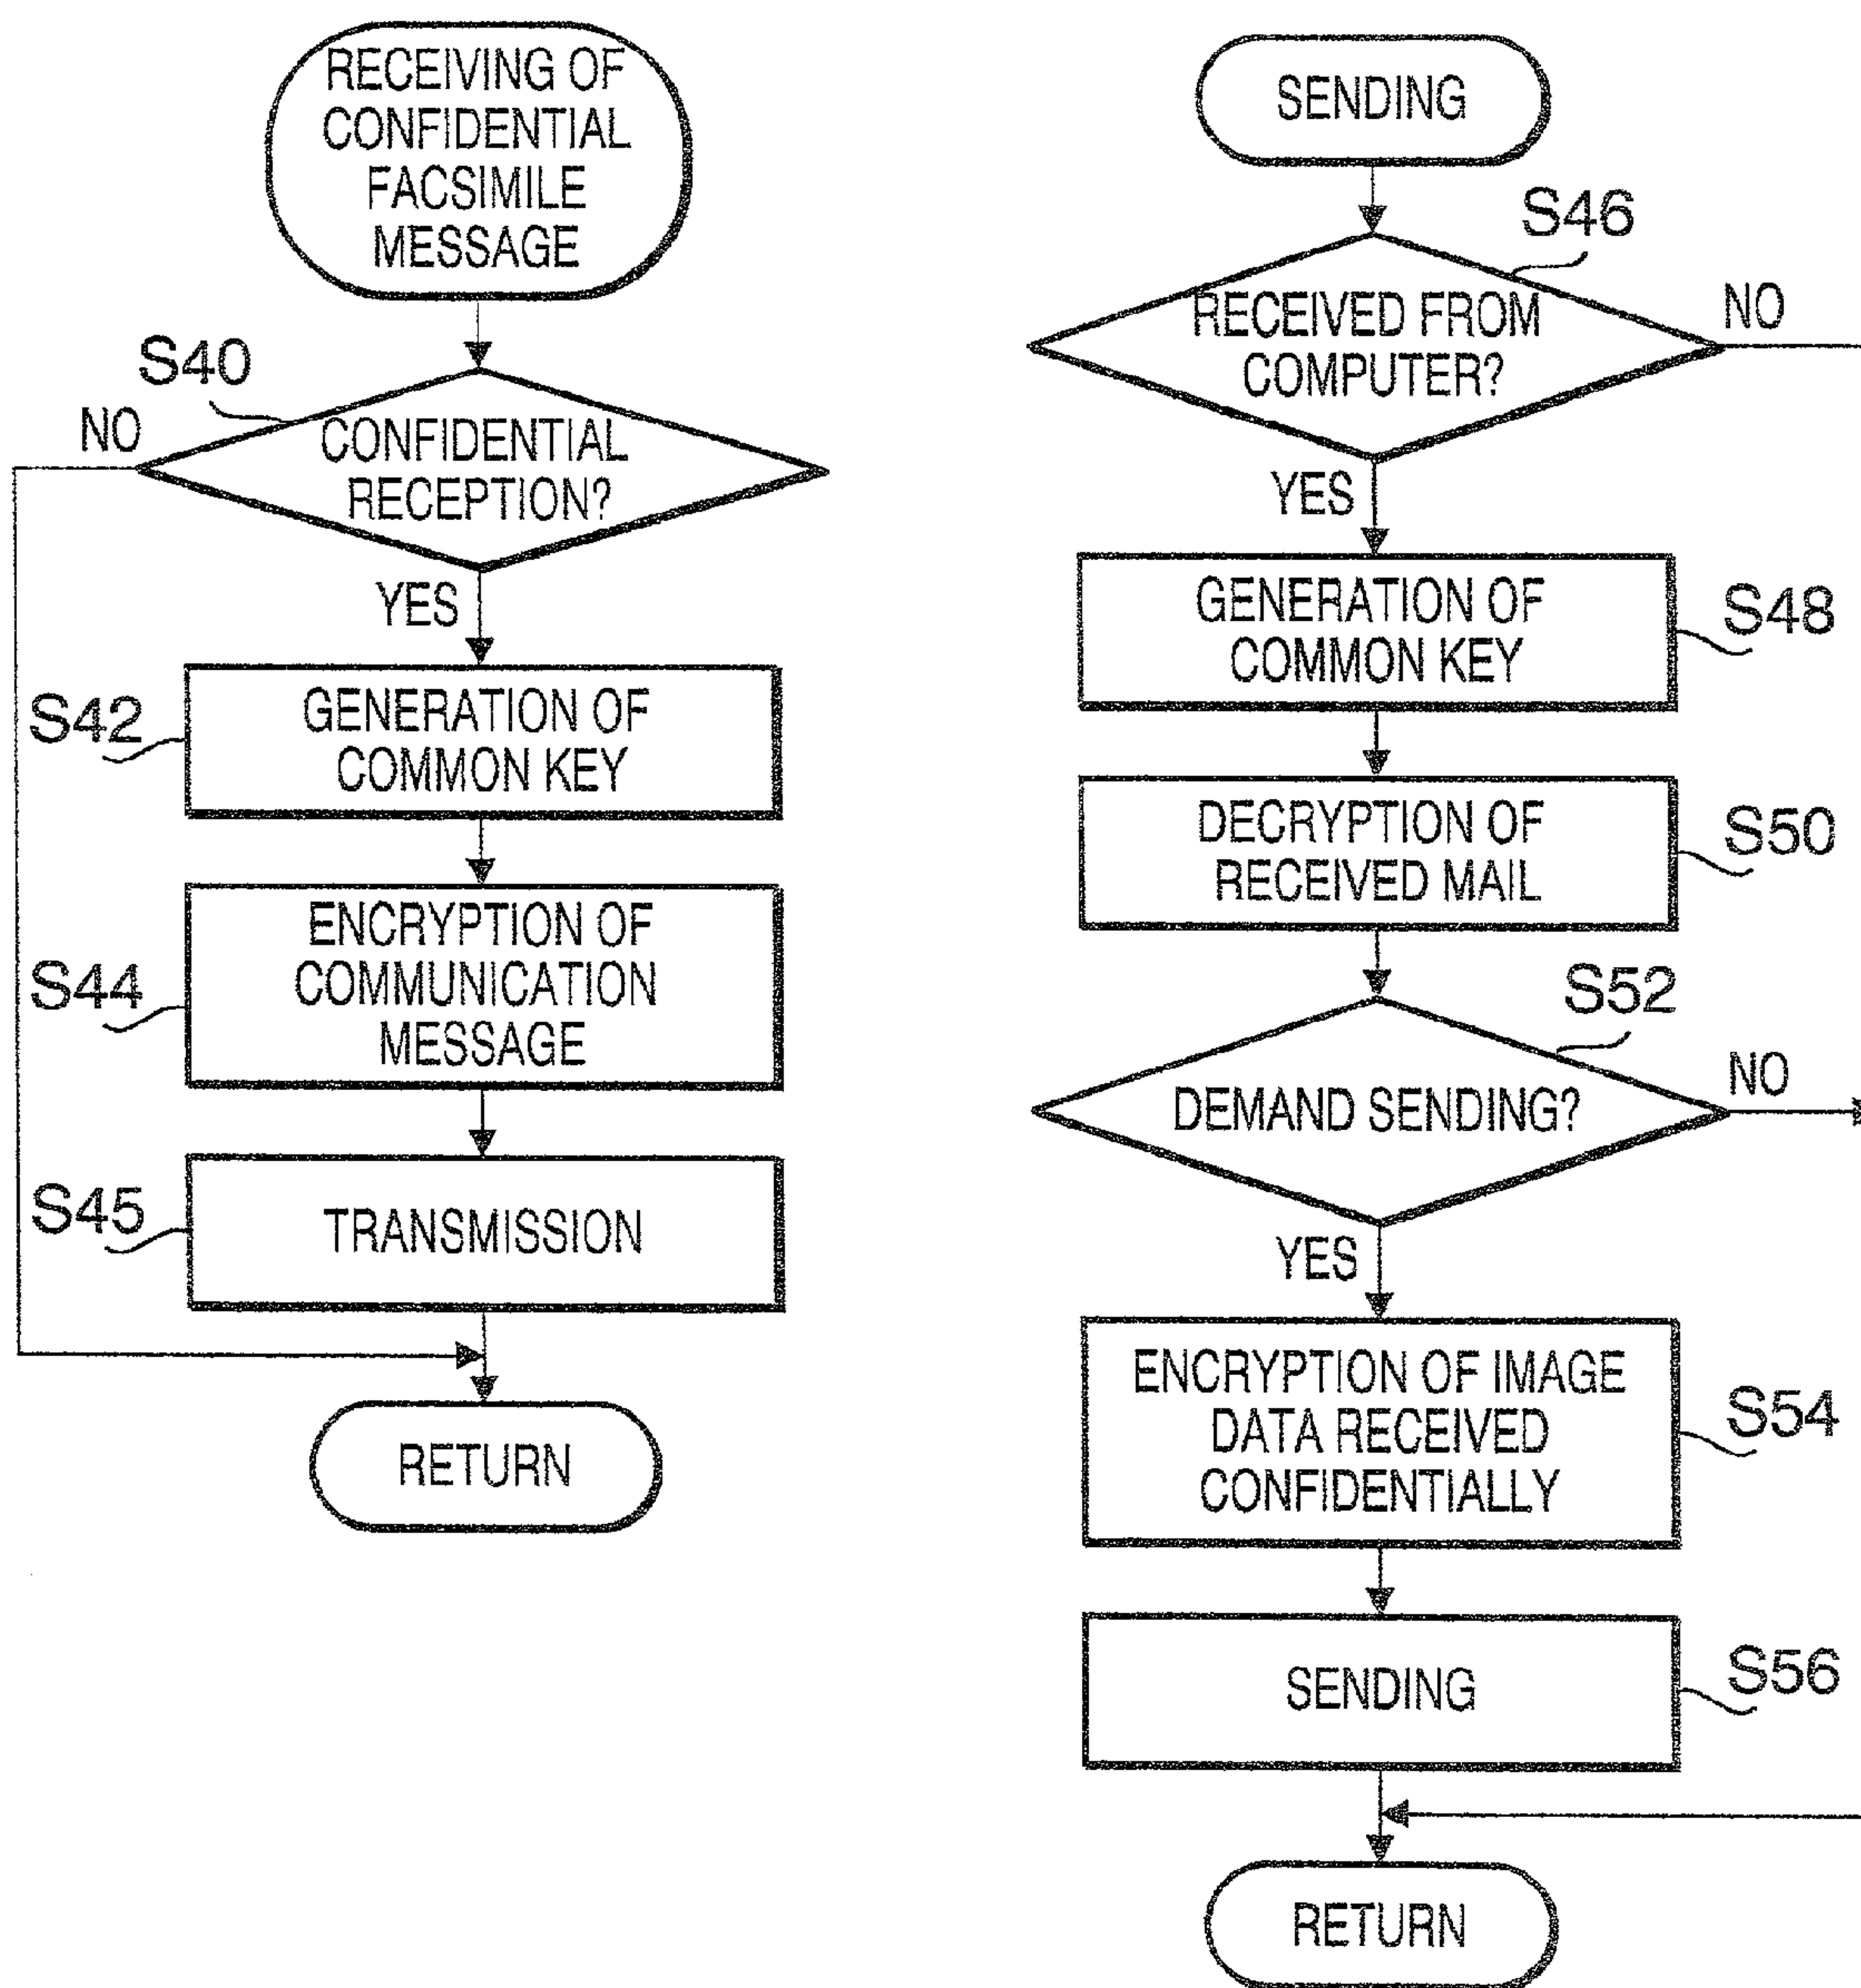 RECEIVING OF
CONFIDENTIAL
FACSIMILE
MESSAGE
S40
NO
CONFIDENTIAL
RECEPTION?
YES
S42
GENERATION OF
COMMON KEY
S44
ENCRYPTION OF
COMMUNICATION
MESSAGE
S45
TRANSMISSION
RETURN
SENDING
S46
RECEIVED FROM
COMPUTER?
NO
YES
GENERATION OF
COMMON KEY
S48
DECRYPTION OF
RECEIVED MAIL
S50
S52
DEMAND SENDING?
NO
YES
ENCRYPTION OF IMAGE
DATA RECEIVED
CONFIDENTIALLY
S54
SENDING
S56
RETURN